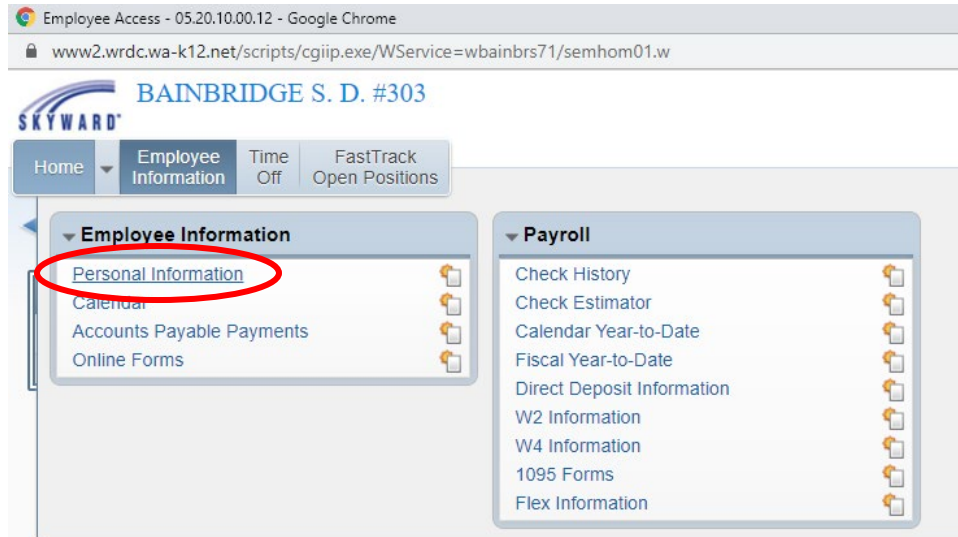 Employee Access - 05.20.10.00.12 - Google Chrome
www2.wrdc.wa-k12.net/scripts/cgiip.exe/WService=wbainbrs71/semhom01.w
SKYWARD
BAINBRIDGE S. D. #303
Home
Employee Information
Time Off
FastTrack Open Positions
Employee Information
Personal Information
Calendar
Accounts Payable Payments
Online Forms
Payroll
Check History
Check Estimator
Calendar Year-to-Date
Fiscal Year-to-Date
Direct Deposit Information
W2 Information
W4 Information
1095 Forms
Flex Information